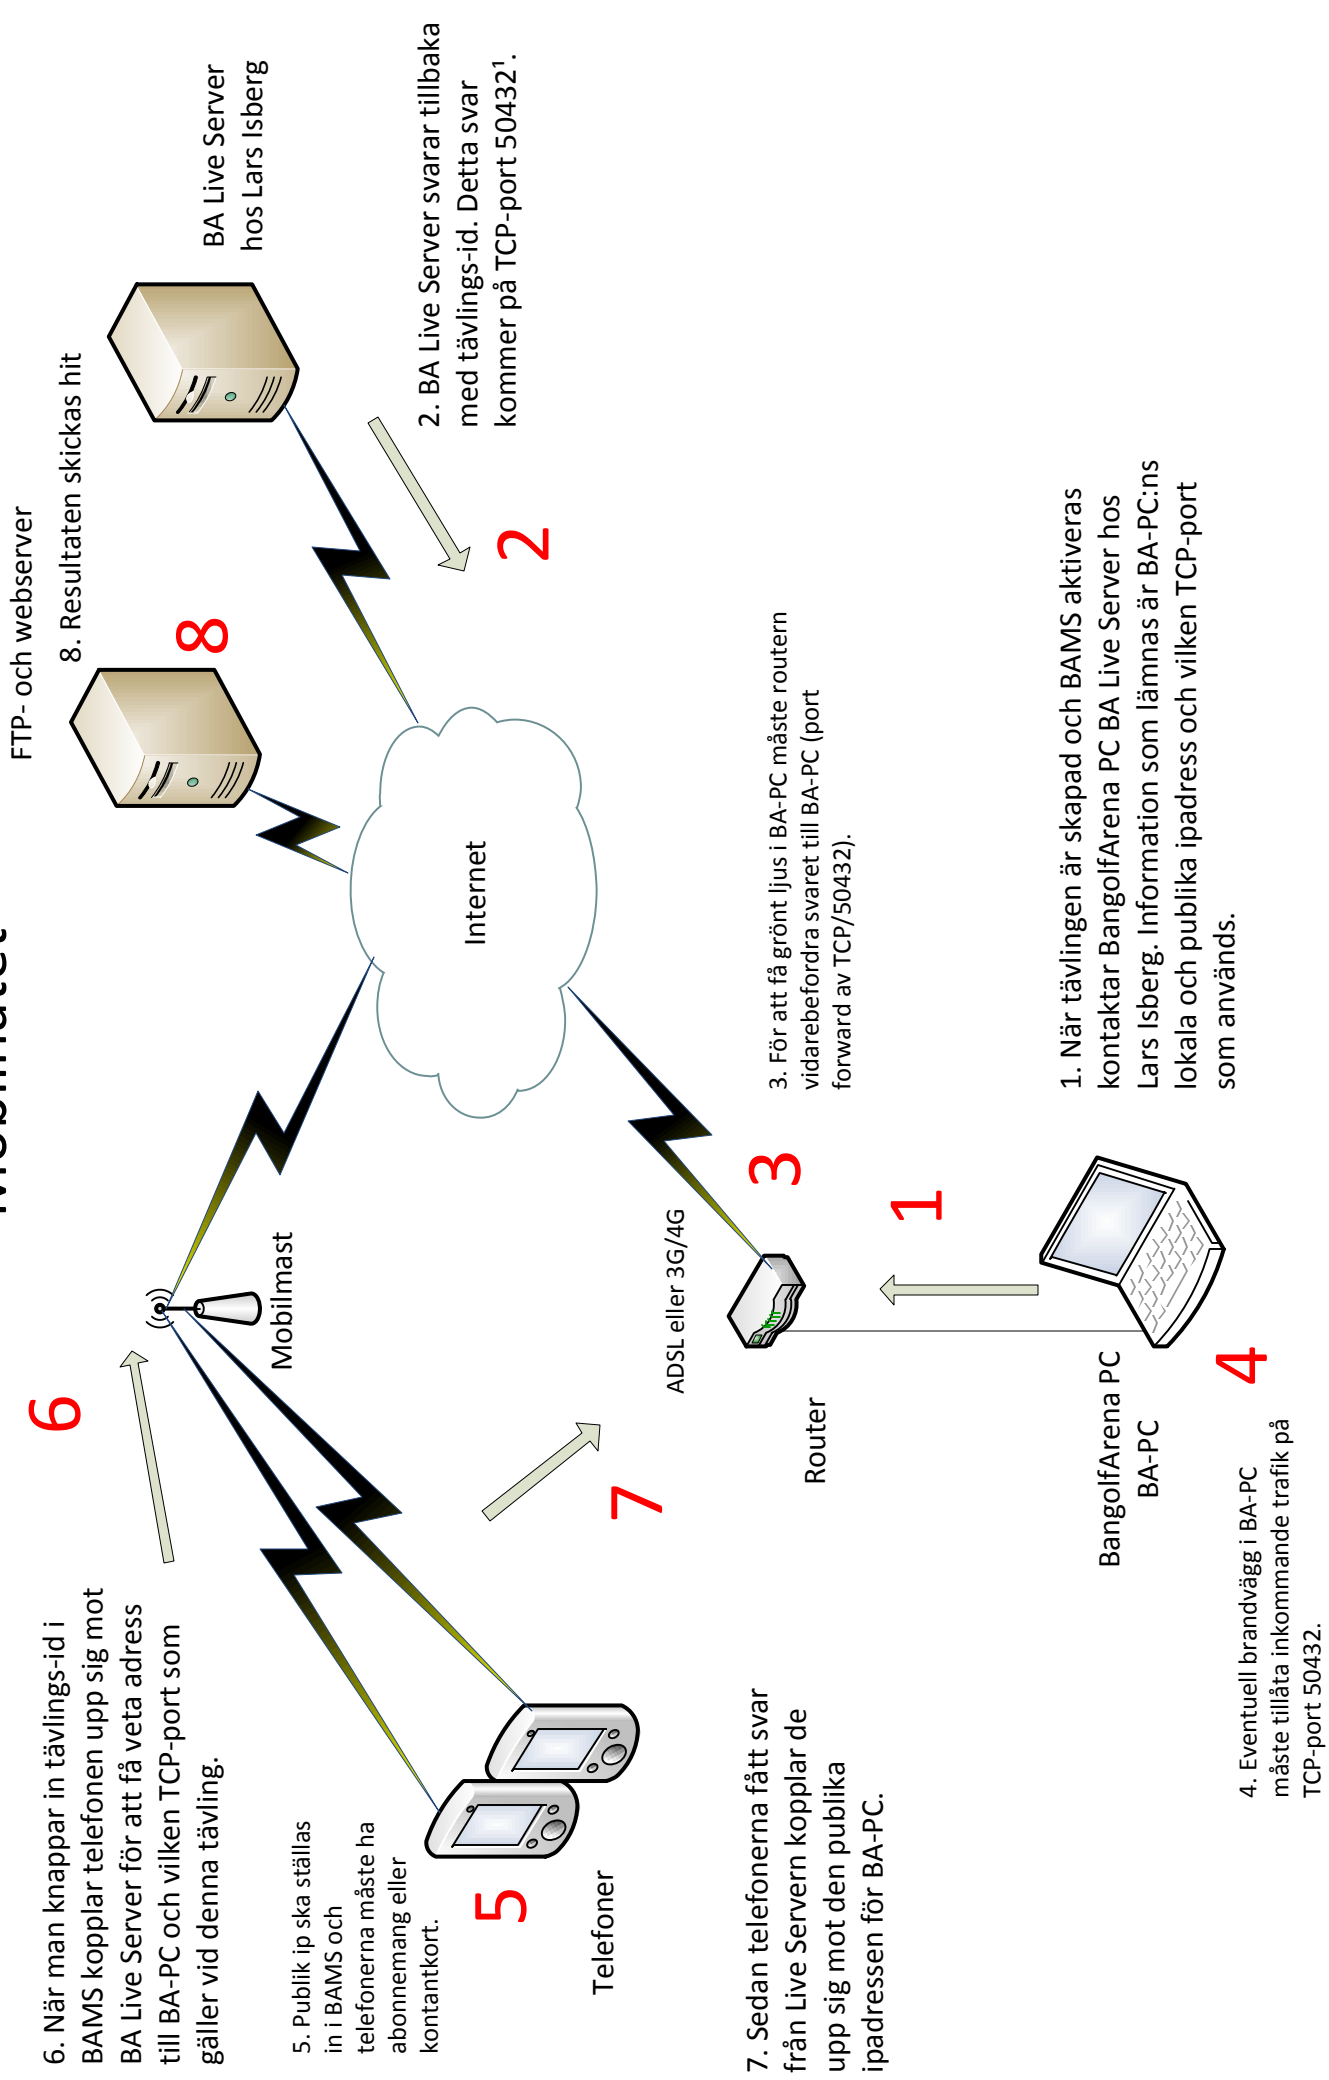 Mobilnätet
6. När man knappar in tävlings-id i
BAMS kopplar telefonen upp sig mot
BA Live Server för att få veta adress
till BA-PC och vilken TCP-port som
gäller vid denna tävling.
6
FTP- och webserver
8. Resultaten skickas hit
8
BA Live Server
hos Lars Isberg
Mobilmast
5. Publik ip ska ställas
in i BAMS och
telefonerna måste ha
abonnemang eller
kontantkort.
5
Telefoner
Internet
2. BA Live Server svarar tillbaka
med tävlings-id. Detta svar
kommer på TCP-port 50432¹.
2
7
ADSL eller 3G/4G
7. Sedan telefonerna fått svar
från Live Servern kopplar de
upp sig mot den publika
ipadressen för BA-PC.
Router
3
3. För att få grönt ljus i BA-PC måste routern
vidarebefordra svaret till BA-PC (port
forward av TCP/50432).
1
BangolfArena PC
BA-PC
1. När tävlingen är skapad och BAMS aktiveras
kontaktar BangolfArena PC BA Live Server hos
Lars Isberg. Information som lämnas är BA-PC:ns
lokala och publika ipadress och vilken TCP-port
som används.
4
4. Eventuell brandvägg i BA-PC
måste tillåta inkommande trafik på
TCP-port 50432.